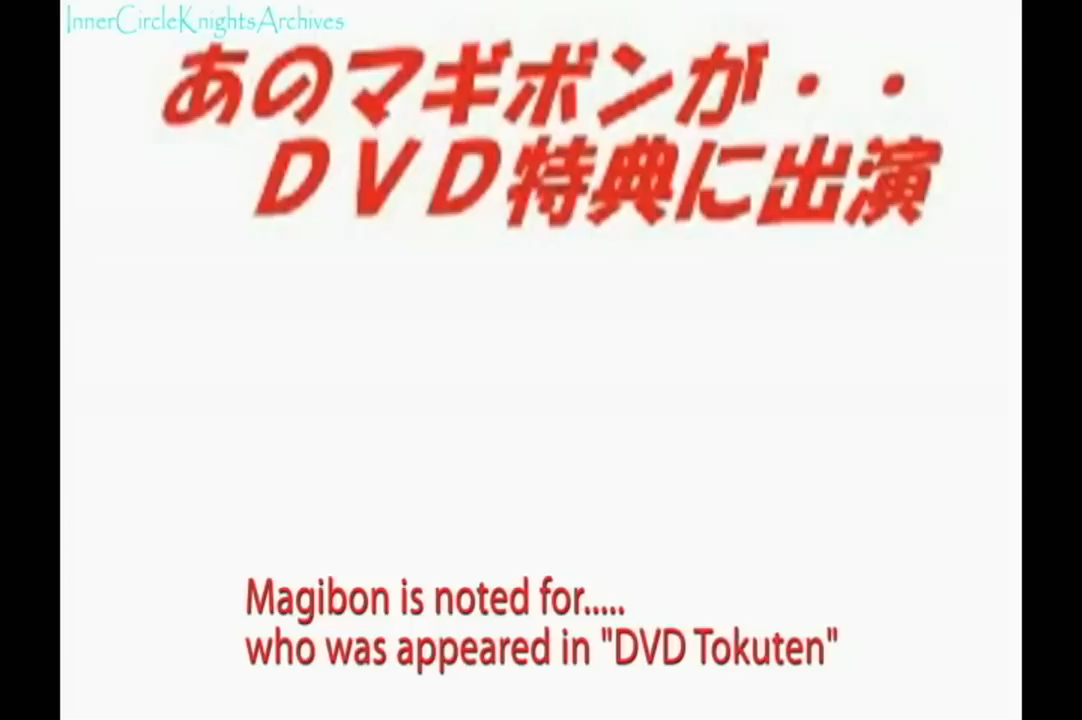 InnerCircleKnightsArchives
あのマギボンが・・
ＤＶＤ特典に出演
Magibon is noted for.....
who was appeared in "DVD Tokuten"